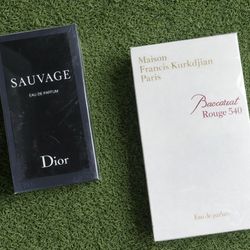 SAUVAGE
EAU DE PARFUM
Dior
Maison
Francis Kurkdjian
Paris
Baccarat
Rouge 540
Eau de parfum